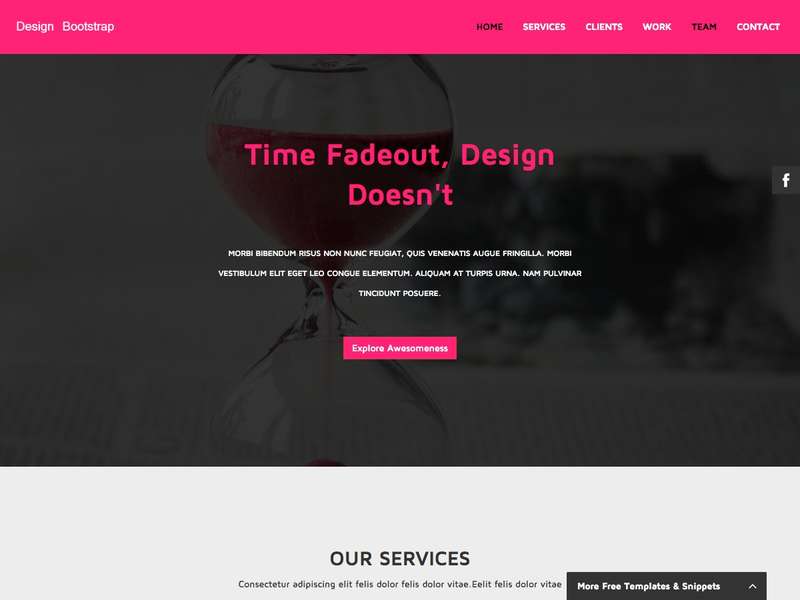 Design Bootstrap
HOME SERVICES CLIENTS WORK TEAM CONTACT
Time Fadeout, Design
Doesn't
MORBI BIBENDUM RISUS NON NUNC FEUGIAT, QUIS VENENATIS AUGUE FRINGILLA. MORBI
VESTIBULUM ELIT EGET LEO CONGUE ELEMENTUM. ALIQUAM AT TURPIS URNA. NAM PULVINAR
TINCIDUNT POSUERE.
Explore Awesomeness
OUR SERVICES
Consectetur adipiscing elit felis dolor felis dolor vitae.Eelit felis dolor vitae
More Free Templates & Snippets